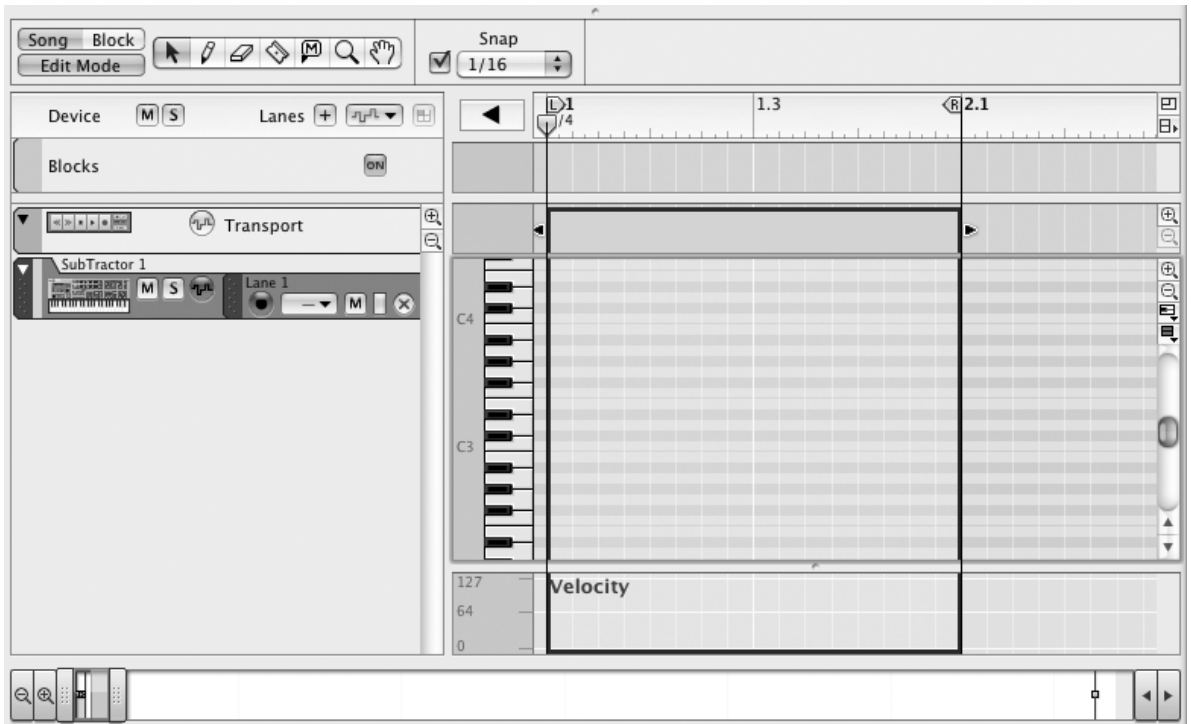 Song Block
Edit Mode
M
Snap
1/16
Device M S Lanes
L 1 1.3 R 2.1
/4
Blocks ON
Transport
SubTractor 1
M S
Lane 1
— M
C4
C3
127
Velocity
64
0